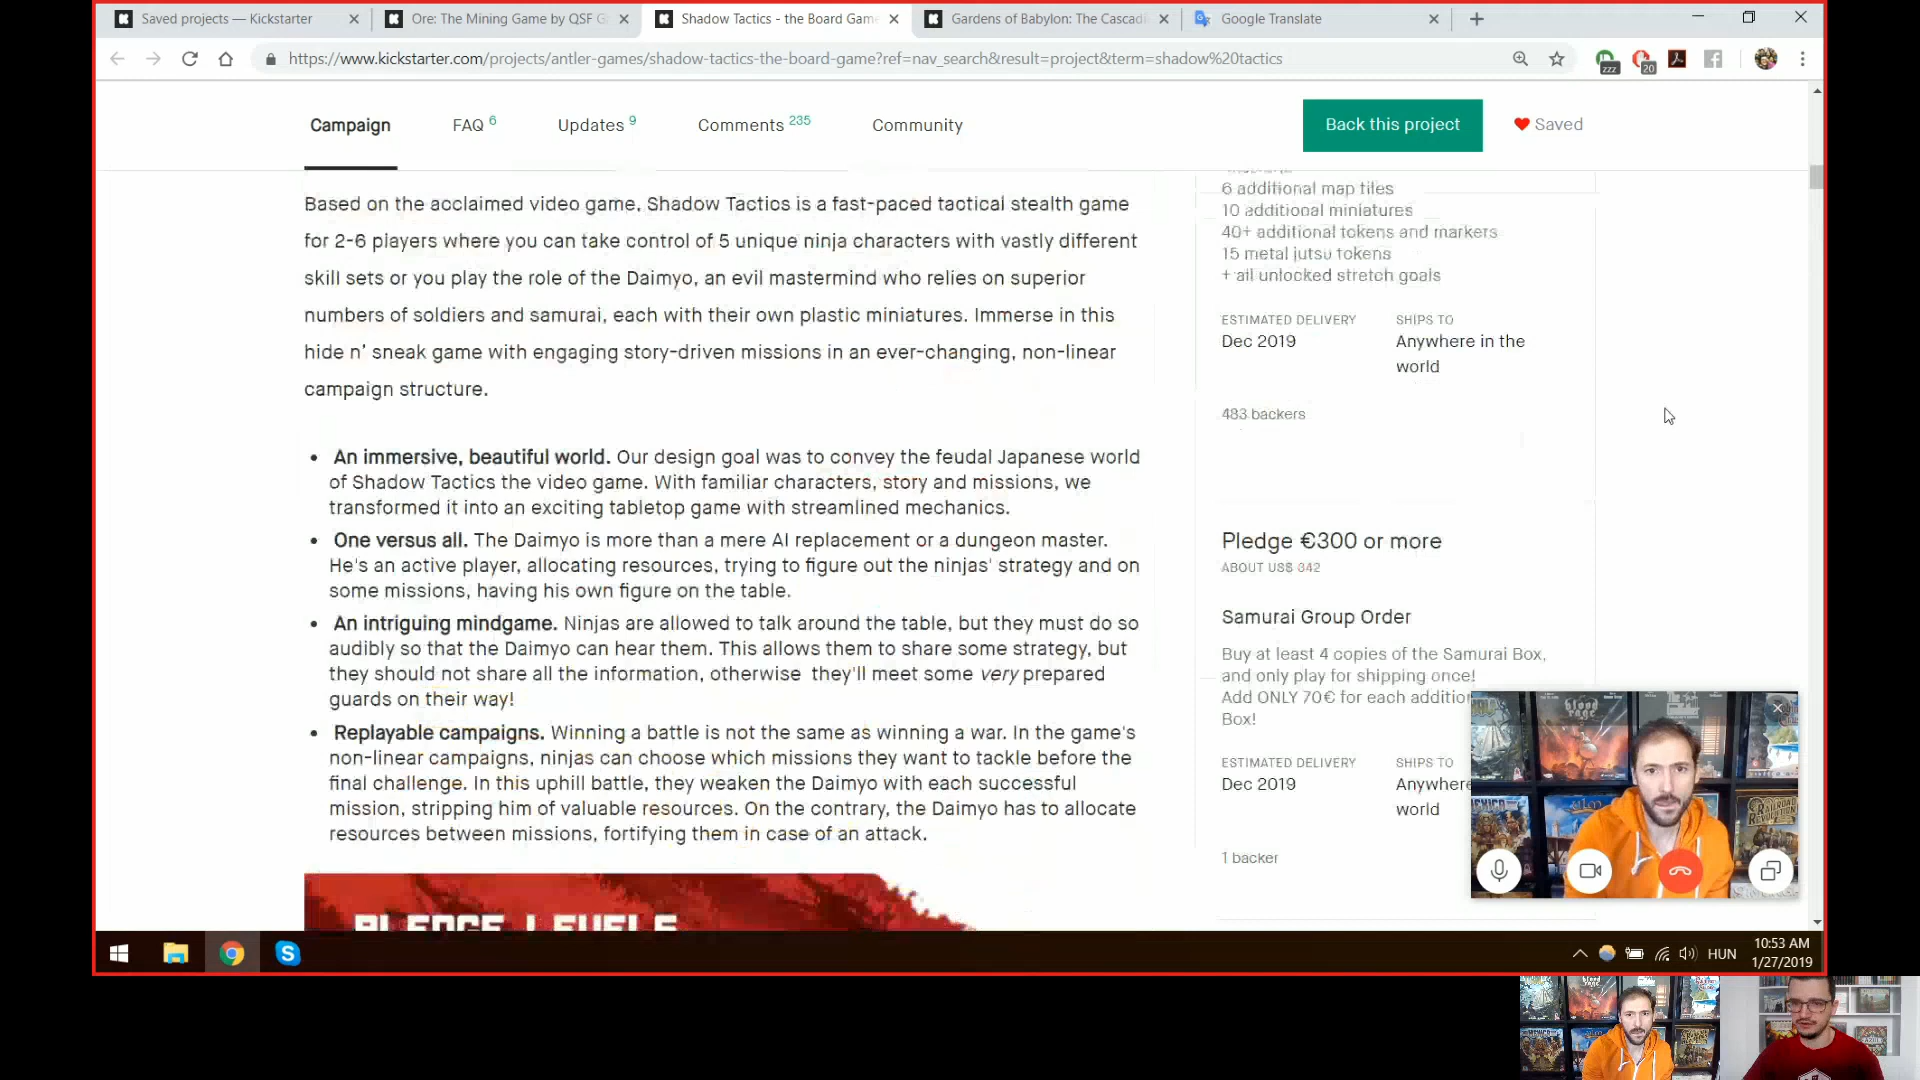 Saved projects — Kickstarter
Ore: The Mining Game by QSF G
Shadow Tactics - the Board Gam
Gardens of Babylon: The Cascadi
Google Translate
https://www.kickstarter.com/projects/antler-games/shadow-tactics-the-board-game?ref=nav_search&result=project&term=shadow%20tactics
zzz
20
Campaign
FAQ 6
Updates 9
Comments 235
Community
Back this project
Saved
Based on the acclaimed video game, Shadow Tactics is a fast-paced tactical stealth game
for 2-6 players where you can take control of 5 unique ninja characters with vastly different
skill sets or you play the role of the Daimyo, an evil mastermind who relies on superior
numbers of soldiers and samurai, each with their own plastic miniatures. Immerse in this
hide n' sneak game with engaging story-driven missions in an ever-changing, non-linear
campaign structure.
• An immersive, beautiful world. Our design goal was to convey the feudal Japanese world
of Shadow Tactics the video game. With familiar characters, story and missions, we
transformed it into an exciting tabletop game with streamlined mechanics.
• One versus all. The Daimyo is more than a mere AI replacement or a dungeon master.
He's an active player, allocating resources, trying to figure out the ninjas' strategy and on
some missions, having his own figure on the table.
• An intriguing mindgame. Ninjas are allowed to talk around the table, but they must do so
audibly so that the Daimyo can hear them. This allows them to share some strategy, but
they should not share all the information, otherwise they'll meet some very prepared
guards on their way!
• Replayable campaigns. Winning a battle is not the same as winning a war. In the game's
non-linear campaigns, ninjas can choose which missions they want to tackle before the
final challenge. In this uphill battle, they weaken the Daimyo with each successful
mission, stripping him of valuable resources. On the contrary, the Daimyo has to allocate
resources between missions, fortifying them in case of an attack.
PLEDGE LEVELS
6 additional map tiles
10 additional miniatures
40+ additional tokens and markers
15 metal jutsu tokens
+ all unlocked stretch goals
ESTIMATED DELIVERY
Dec 2019
SHIPS TO
Anywhere in the
world
483 backers
Pledge €300 or more
ABOUT US$ 342
Samurai Group Order
Buy at least 4 copies of the Samurai Box,
and only play for shipping once!
Add ONLY 70€ for each addition
Box!
ESTIMATED DELIVERY
Dec 2019
SHIPS TO
Anywhere
world
1 backer
blood
rage
MEXICA
RAILROAD
REVOLUTION
HUN
10:53 AM
1/27/2019